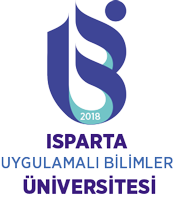 2018
ISPARTA
UYGULAMALI BİLİMLER
ÜNİVERSİTESİ